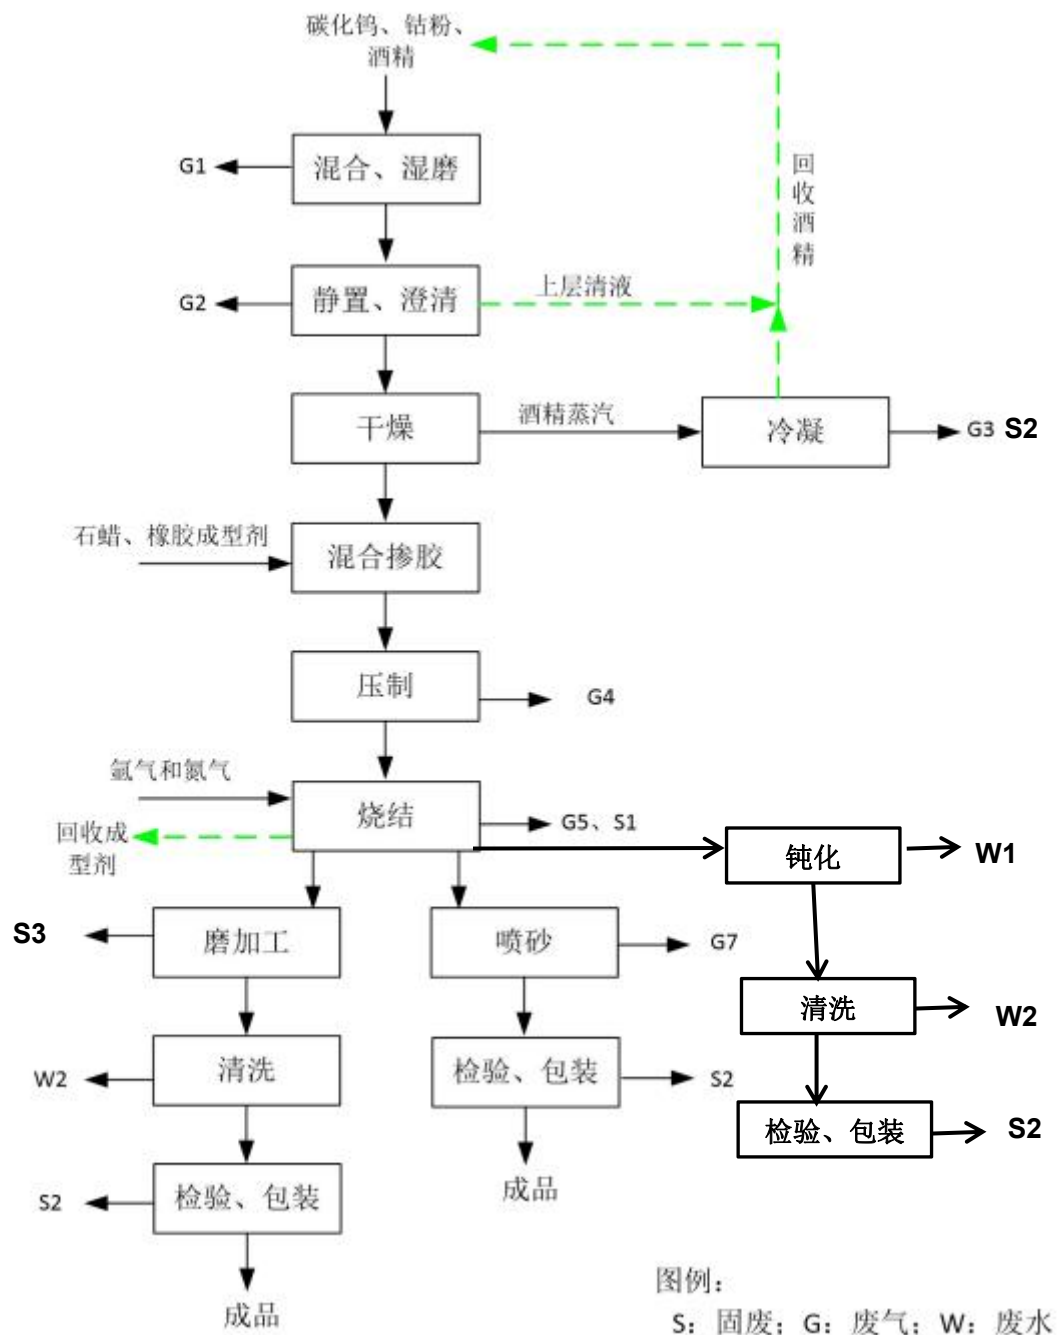 碳化钨、钴粉、
酒精
G1
混合、湿磨
回收酒精
G2
静置、澄清
上层清液
干燥
酒精蒸汽
冷凝
G3 S2
石蜡、橡胶成型剂
混合掺胶
压制
G4
氩气和氮气
烧结
G5、S1
回收成
型剂
钝化
W1
S3
磨加工
喷砂
G7
清洗
W2
W2
清洗
检验、包装
S2
检验、包装
S2
S2
检验、包装
成品
成品
图例：
S：固废；G：废气；W：废水